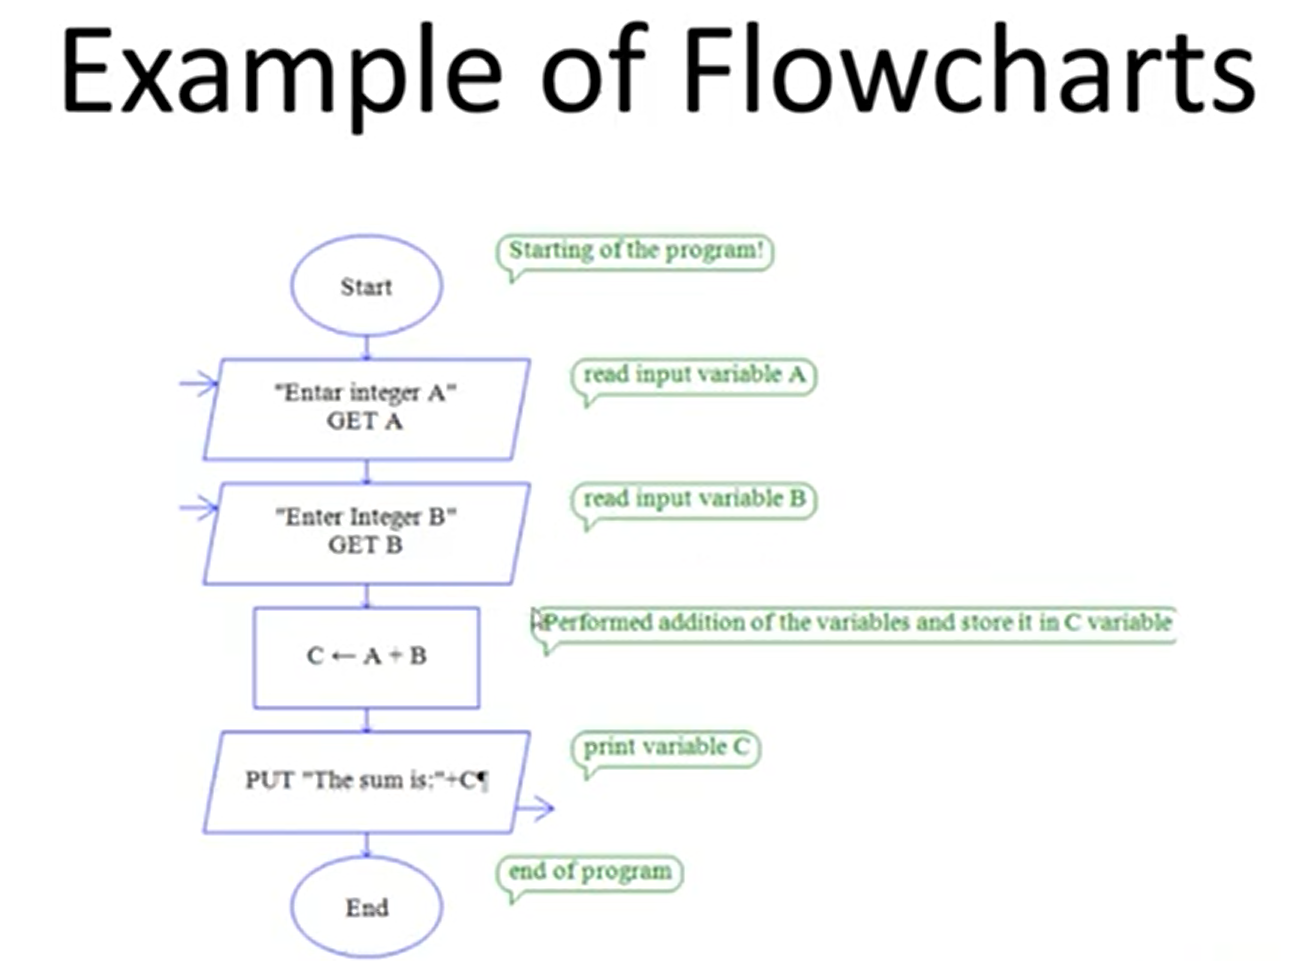 Example of Flowcharts
Starting of the program!
Start
"Entar integer A"
GET A
read input variable A
"Enter Integer B"
GET B
read input variable B
Performed addition of the variables and store it in C variable
C ← A + B
print variable C
PUT "The sum is:"+C¶
end of program
End